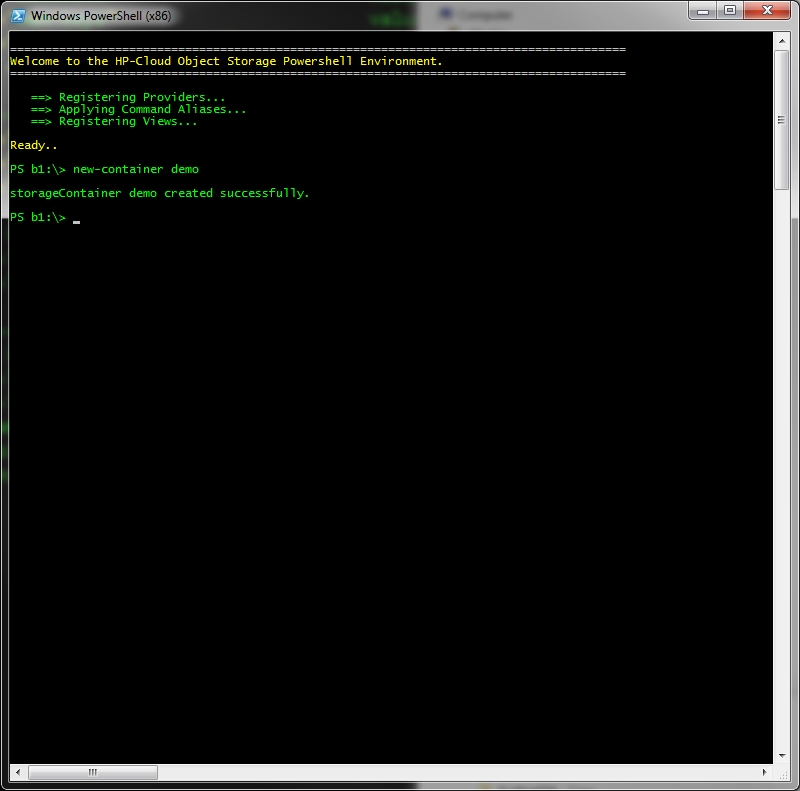 Windows PowerShell (x86)
========================================================================================
Welcome to the HP-Cloud Object Storage Powershell Environment.
========================================================================================
==> Registering Providers...
==> Applying Command Aliases...
==> Registering Views...
Ready..
PS b1:\> new-container demo
storageContainer demo created successfully.
PS b1:\> _